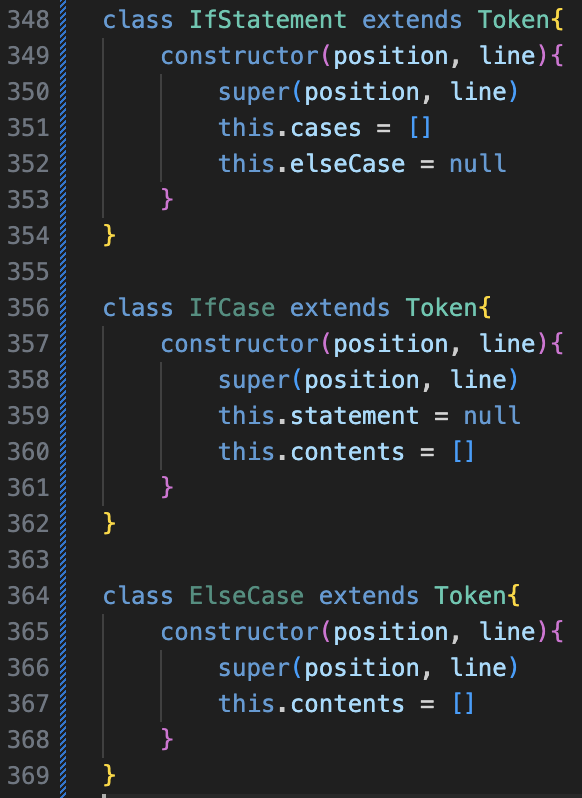 348 class IfStatement extends Token{
349     constructor(position, line){
350         super(position, line)
351         this.cases = []
352         this.elseCase = null
353     }
354 }
355
356 class IfCase extends Token{
357     constructor(position, line){
358         super(position, line)
359         this.statement = null
360         this.contents = []
361     }
362 }
363
364 class ElseCase extends Token{
365     constructor(position, line){
366         super(position, line)
367         this.contents = []
368     }
369 }